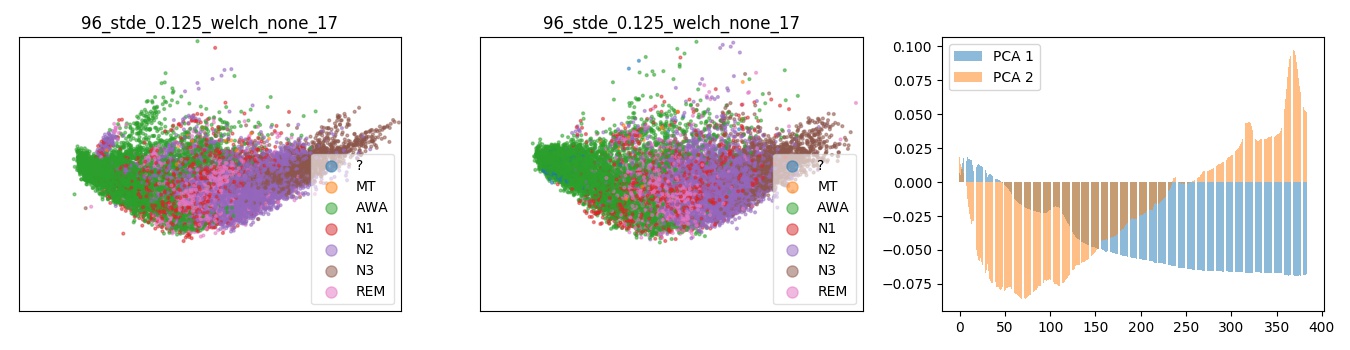 96_stde_0.125_welch_none_17
?
MT
AWA
N1
N2
N3
REM
96_stde_0.125_welch_none_17
?
MT
AWA
N1
N2
N3
REM
PCA 1
PCA 2
0.100
0.075
0.050
0.025
0.000
−0.025
−0.050
−0.075
0 50 100 150 200 250 300 350 400